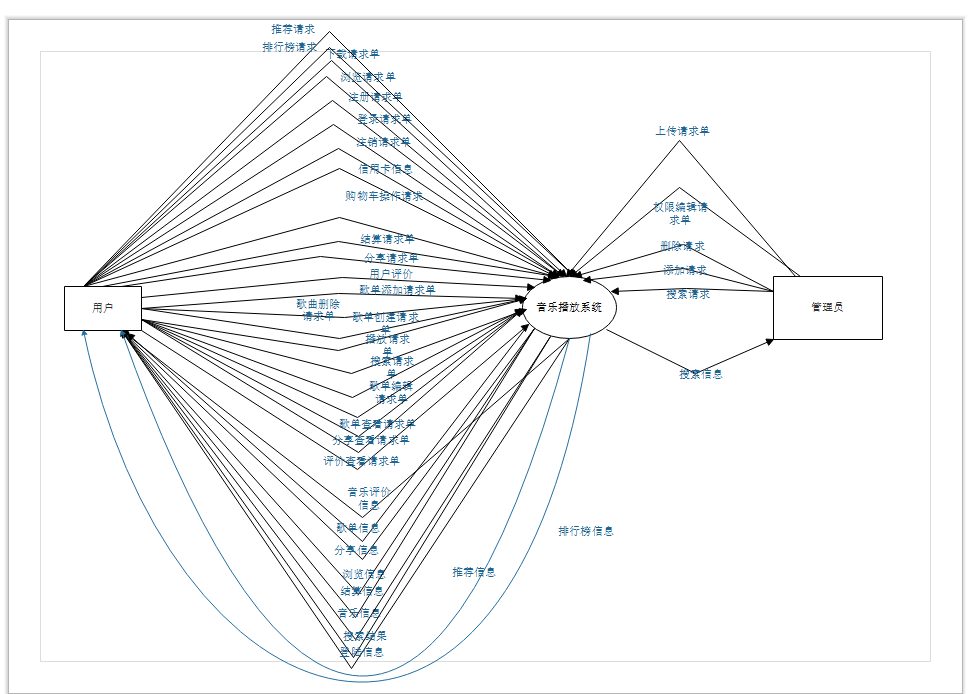 推荐请求
排行榜请求
下载请求单
浏览请求单
注册请求单
登录请求单
注销请求单
信用卡信息
购物车操作请求
结算请求单
分享请求单
用户评价
歌单添加请求单
歌曲删除
请求单
歌单创建请求
单
播放请求
单
搜索请求
单
歌单编辑
请求单
歌单查看请求单
分享查看请求单
评价查看请求单
音乐评价
信息
歌单信息
分享信息
浏览信息
结算信息
音乐信息
搜索结果
登陆信息
用户
音乐播放系统
管理员
上传请求单
权限编辑请
求单
删除请求
添加请求
搜索请求
搜索信息
排行榜信息
推荐信息